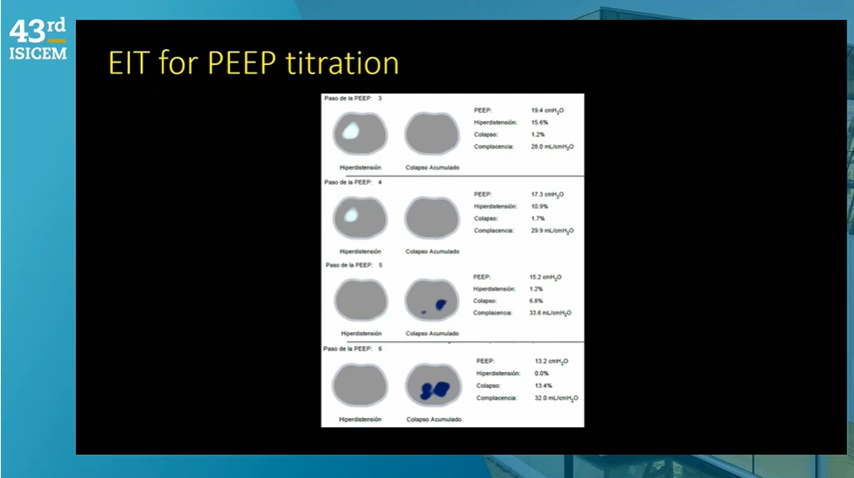 43rd
ISICEM
EIT for PEEP titration
Paso de la PEEP: 3
PEEP: 19.4 cmH2O
Hiperdistensión: 15.6%
Colapso: 1.2%
Complacencia: 28.0 mL/cmH2O
Hiperdistensión Colapso Acumulado
Paso de la PEEP: 4
PEEP: 17.3 cmH2O
Hiperdistensión: 10.9%
Colapso: 1.7%
Complacencia: 29.9 mL/cmH2O
Hiperdistensión Colapso Acumulado
Paso de la PEEP: 5
PEEP: 15.2 cmH2O
Hiperdistensión: 1.2%
Colapso: 6.8%
Complacencia: 33.6 mL/cmH2O
Hiperdistensión Colapso Acumulado
Paso de la PEEP: 6
PEEP: 13.2 cmH2O
Hiperdistensión: 0.0%
Colapso: 13.4%
Complacencia: 32.0 mL/cmH2O
Hiperdistensión Colapso Acumulado